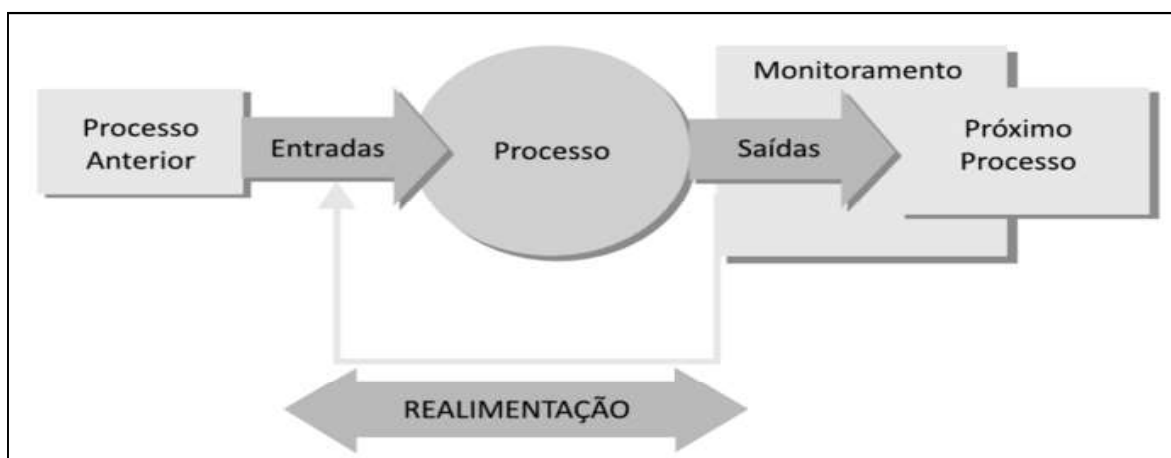 Processo
Anterior
Entradas
Processo
Monitoramento
Saídas
Próximo
Processo
REALIMENTAÇÃO